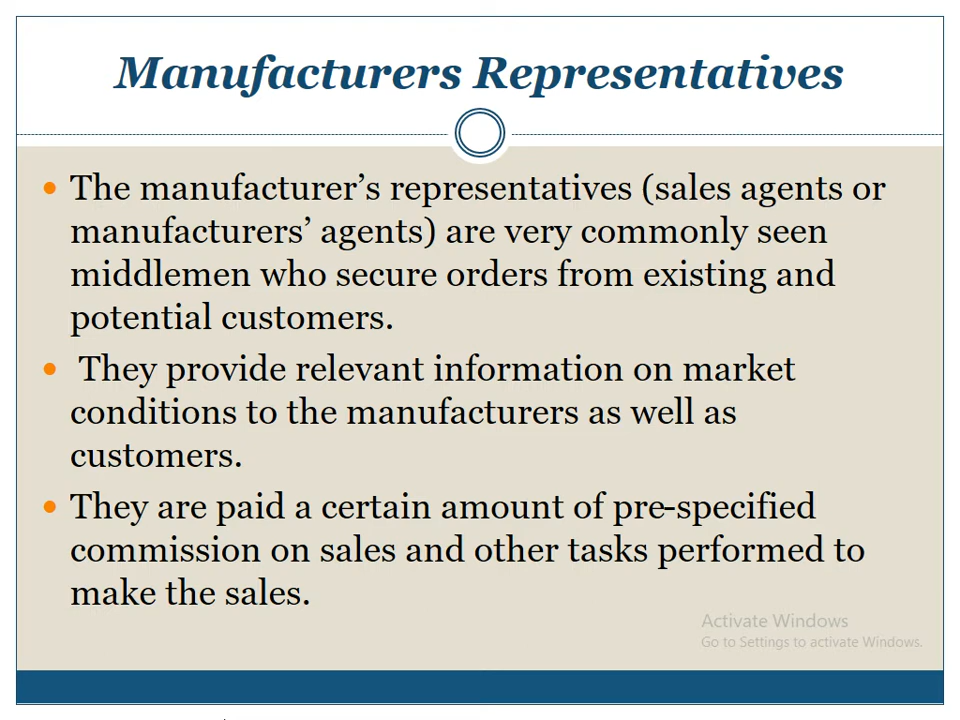 Manufacturers Representatives
The manufacturer’s representatives (sales agents or
manufacturers’ agents) are very commonly seen
middlemen who secure orders from existing and
potential customers.
They provide relevant information on market
conditions to the manufacturers as well as
customers.
They are paid a certain amount of pre-specified
commission on sales and other tasks performed to
make the sales.
Activate Windows
Go to Settings to activate Windows.